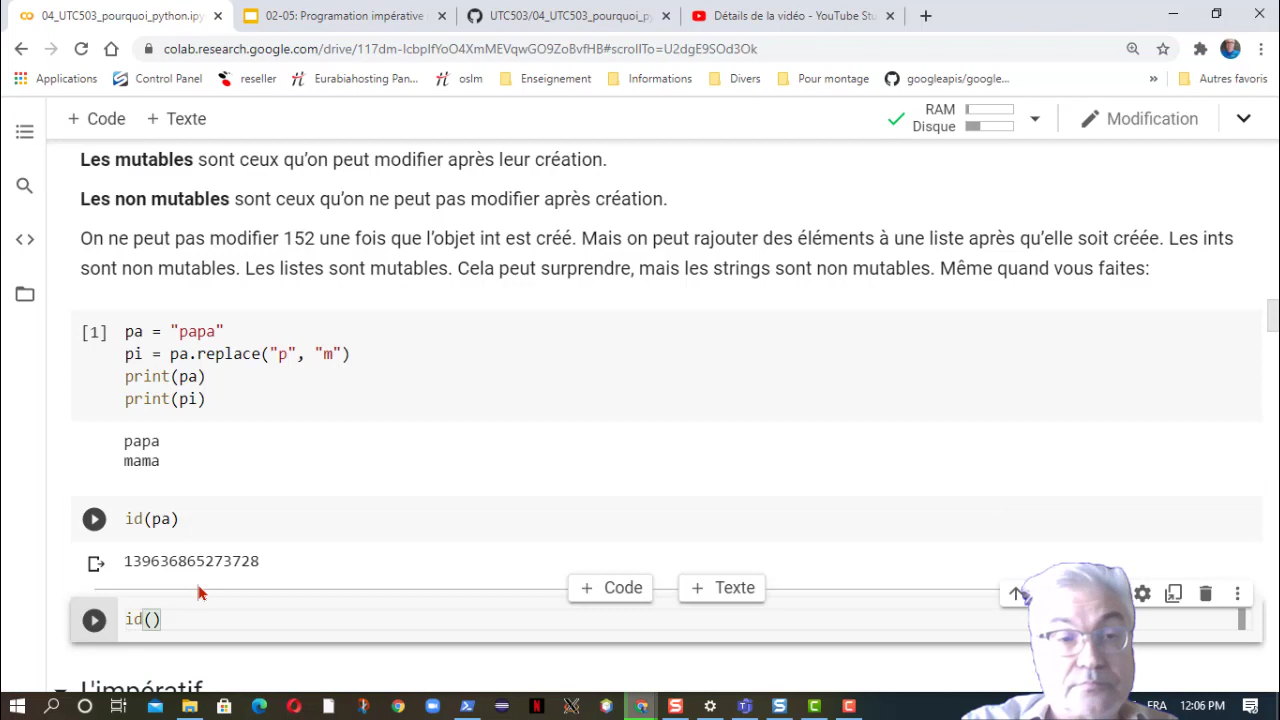 04_UTC503_pourquoi_python.ipy
02-05: Programation impérative
UTC503/04_UTC503_pourquoi_p
Détails de la vidéo - YouTube Stu
colab.research.google.com/drive/117dm-IcbpIfYoO4XmMEVqwGO9ZoBvfHB#scrollTo=U2dgE9SOd3Ok
Applications
Control Panel
reseller
Eurabiahosting Pan...
oslm
Enseignement
Informations
Divers
Pour montage
googleapis/google...
»
Autres favoris
+ Code
+ Texte
RAM
Disque
Modification
Les mutables sont ceux qu’on peut modifier après leur création.
Les non mutables sont ceux qu’on ne peut pas modifier après création.
On ne peut pas modifier 152 une fois que l’objet int est créé. Mais on peut rajouter des éléments à une liste après qu’elle soit créée. Les ints
sont non mutables. Les listes sont mutables. Cela peut surprendre, mais les strings sont non mutables. Même quand vous faites:
[1]
pa = "papa"
pi = pa.replace("p", "m")
print(pa)
print(pi)
papa
mama
id(pa)
139636865273728
+ Code
+ Texte
id()
L'impératif
FRA
12:06 PM